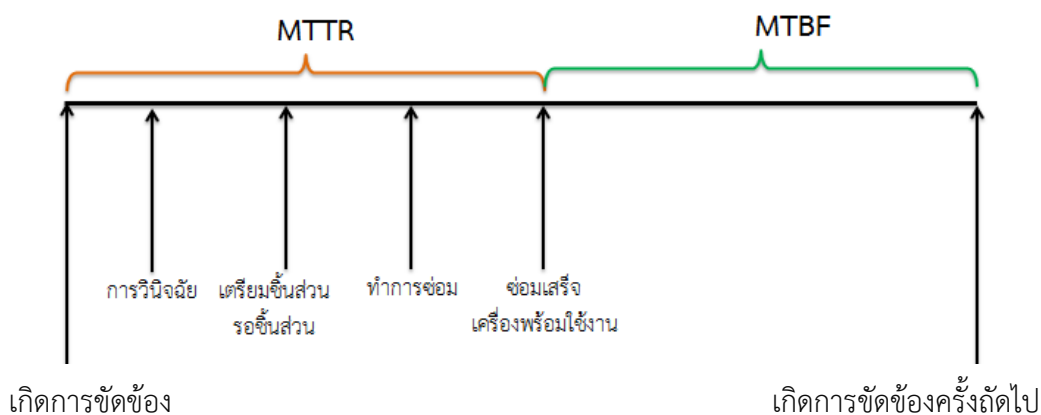 MTTR
MTBF
การวินิจฉัย
เตรียมชิ้นส่วน
รอชิ้นส่วน
ทำการซ่อม
ซ่อมเสร็จ
เครื่องพร้อมใช้งาน
เกิดการขัดข้อง
เกิดการขัดข้องครั้งถัดไป